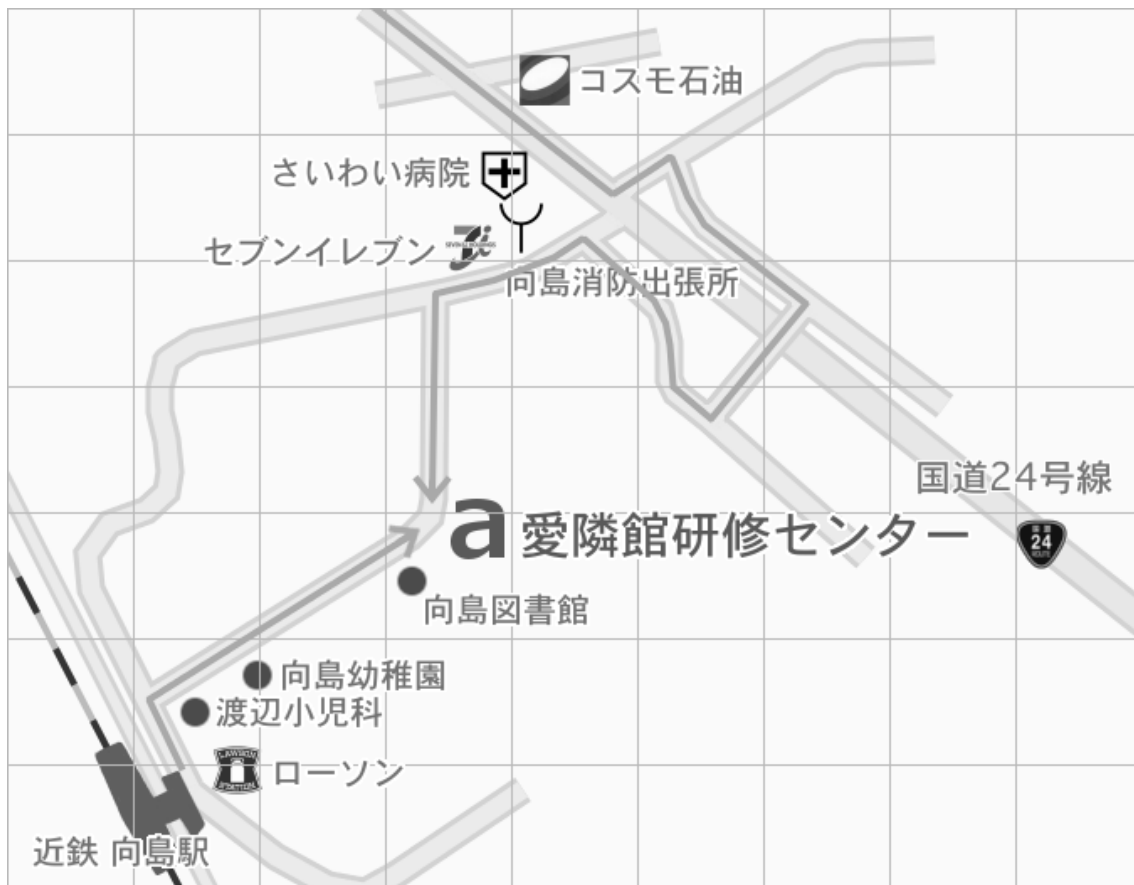 コスモ石油
さいわい病院
セブンイレブン
向島消防出張所
国道24号線
a 愛隣館研修センター
24
ROUTE
向島図書館
向島幼稚園
渡辺小児科
LAWSON
STATION
ローソン
近鉄 向島駅